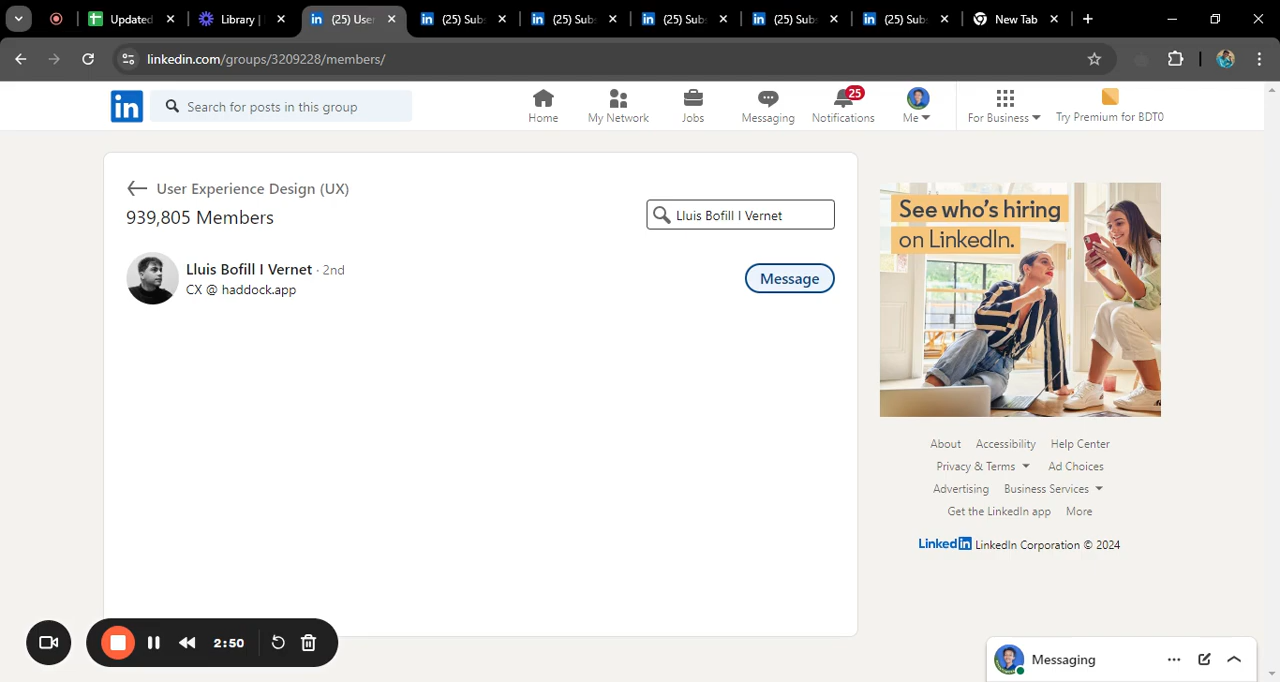 Updated
Library
(25) Use
(25) Sub
(25) Sub
(25) Sub
(25) Sub
(25) Sub
New Tab
linkedin.com/groups/3209228/members/
in
Search for posts in this group
Home
My Network
Jobs
Messaging
25
Notifications
Me
For Business
Try Premium for BDT0
User Experience Design (UX)
939,805 Members
Lluis Bofill I Vernet
Lluis Bofill I Vernet · 2nd
CX @ haddock.app
Message
See who's hiring
on LinkedIn.
About Accessibility Help Center
Privacy & Terms Ad Choices
Advertising Business Services
Get the LinkedIn app More
LinkedIn LinkedIn Corporation © 2024
2:50
Messaging